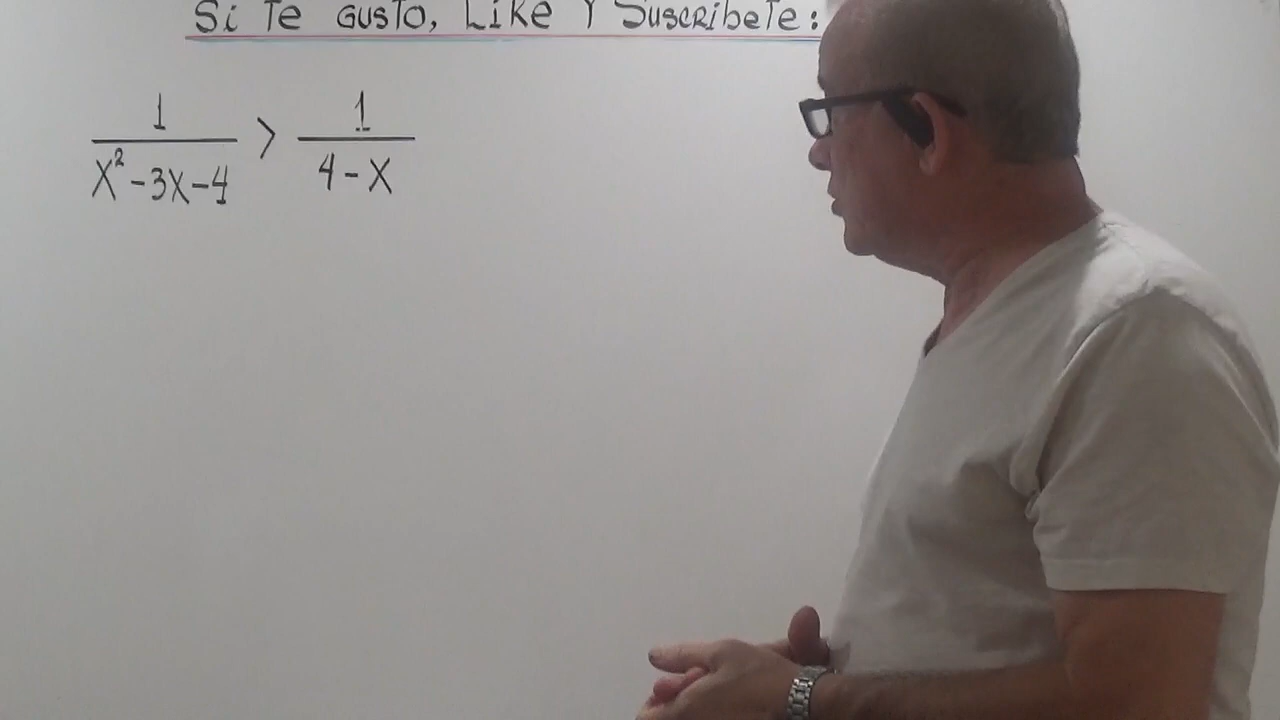 Si Te Gusto, Like Y Suscribete:
1 / (x² - 3x - 4) > 1 / (4 - x)